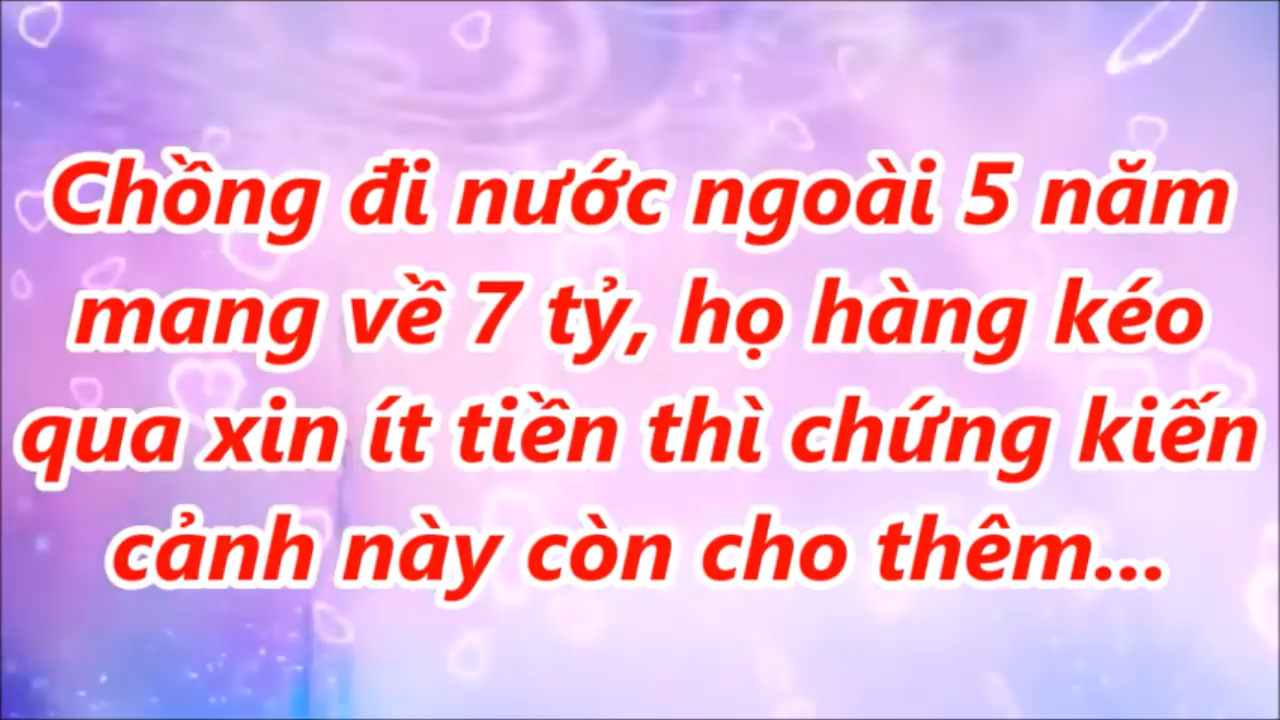 Chồng đi nước ngoài 5 năm
mang về 7 tỷ, họ hàng kéo
qua xin ít tiền thì chứng kiến
cảnh này còn cho thêm...